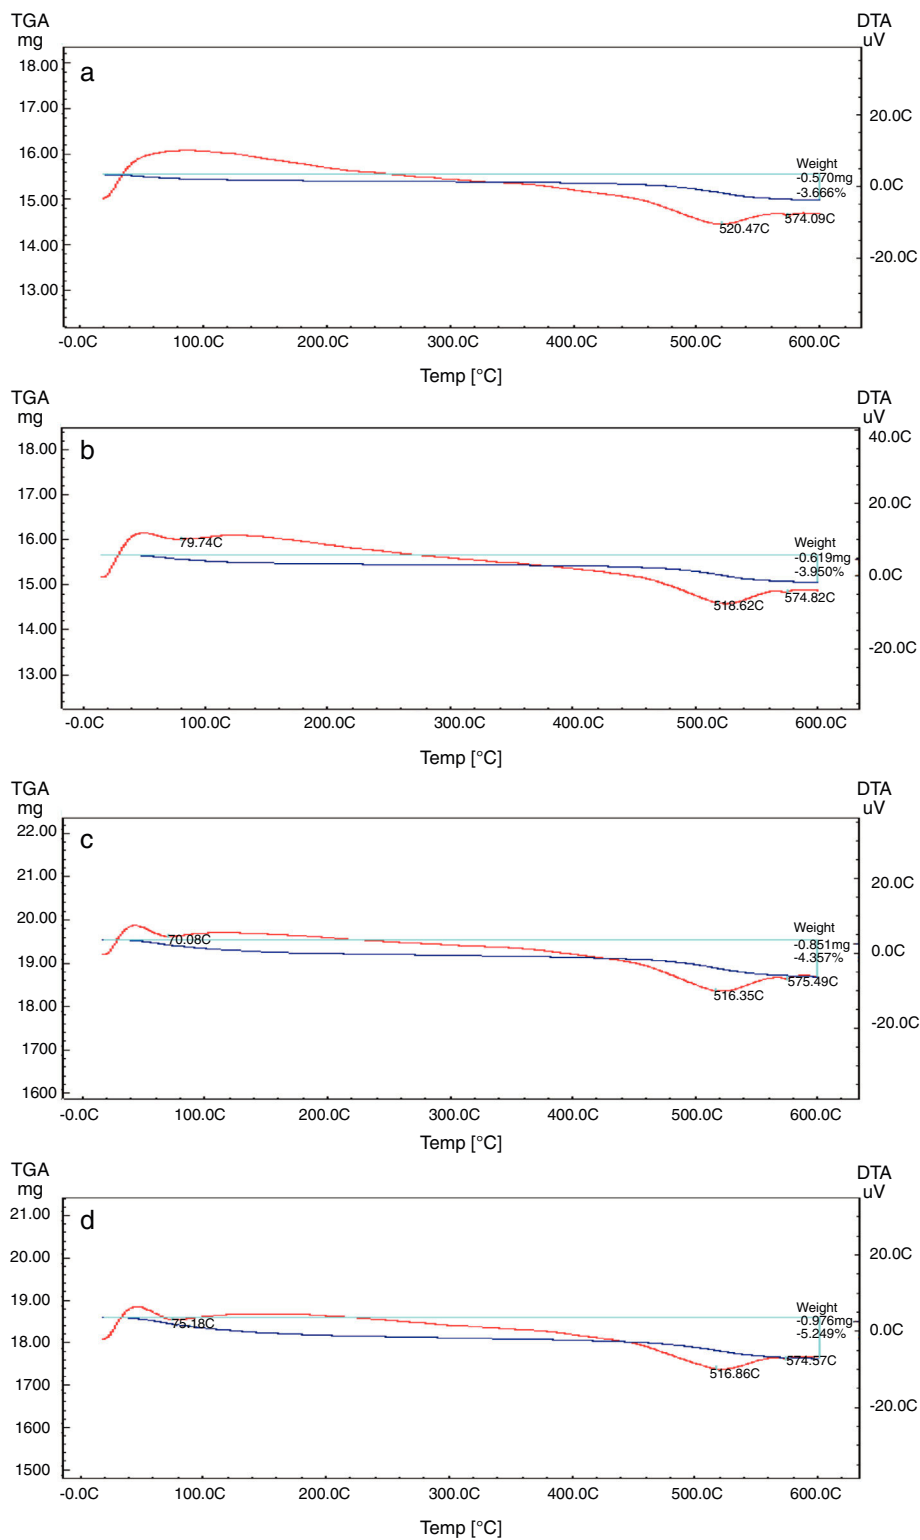 TGA DTA
mg uV
a
18.00
17.00
20.0C
16.00
Weight
-0.570mg
0.0C
-3.666%
15.00
574.09C
520.47C
14.00
-20.0C
13.00
-0.0C 100.0C 200.0C 300.0C 400.0C 500.0C 600.0C
Temp [°C]
TGA DTA
mg uV
b
40.0C
18.00
17.00
20.0C
16.00
79.74C
Weight
-0.619mg
-3.950%
0.0C
15.00
574.82C
518.62C
14.00
-20.0C
13.00
-0.0C 100.0C 200.0C 300.0C 400.0C 500.0C 600.0C
Temp [°C]
TGA DTA
mg uV
c
22.00
21.00
20.0C
20.00
Weight
70.08C
-0.851mg
0.0C
-4.357%
19.00
575.49C
516.35C
18.00
-20.0C
1700
1600
-0.0C 100.0C 200.0C 300.0C 400.0C 500.0C 600.0C
Temp [°C]
TGA DTA
mg uV
d
21.00
20.00
20.0C
19.00
Weight
-0.976mg
75.18C
0.0C
-5.249%
18.00
574.57C
516.86C
1700
-20.0C
1600
1500
-0.0C 100.0C 200.0C 300.0C 400.0C 500.0C 600.0C
Temp [°C]